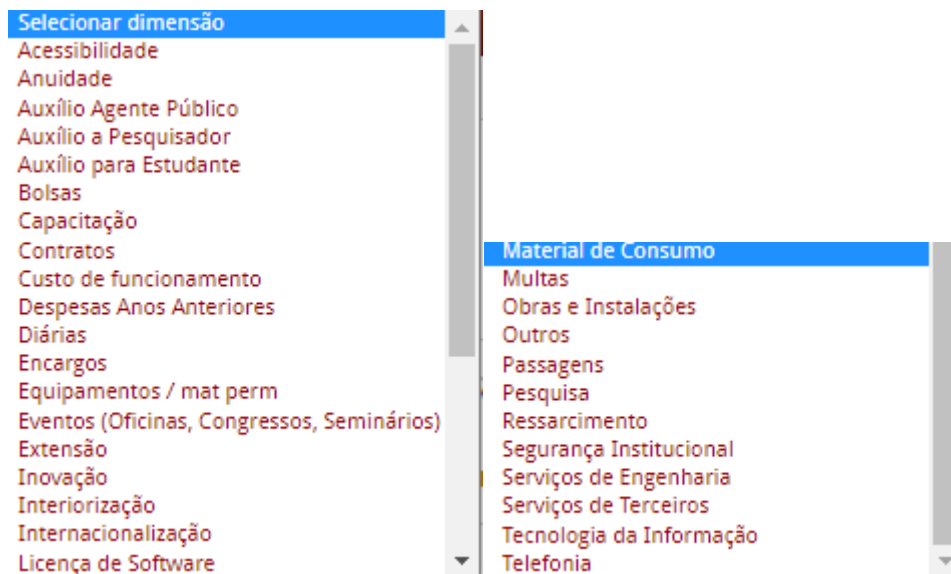 Selecionar dimensão
Acessibilidade
Anuidade
Auxílio Agente Público
Auxílio a Pesquisador
Auxílio para Estudante
Bolsas
Capacitação
Contratos
Custo de funcionamento
Despesas Anos Anteriores
Diárias
Encargos
Equipamentos / mat perm
Eventos (Oficinas, Congressos, Seminários)
Extensão
Inovação
Interiorização
Internacionalização
Licença de Software
Material de Consumo
Multas
Obras e Instalações
Outros
Passagens
Pesquisa
Ressarcimento
Segurança Institucional
Serviços de Engenharia
Serviços de Terceiros
Tecnologia da Informação
Telefonia